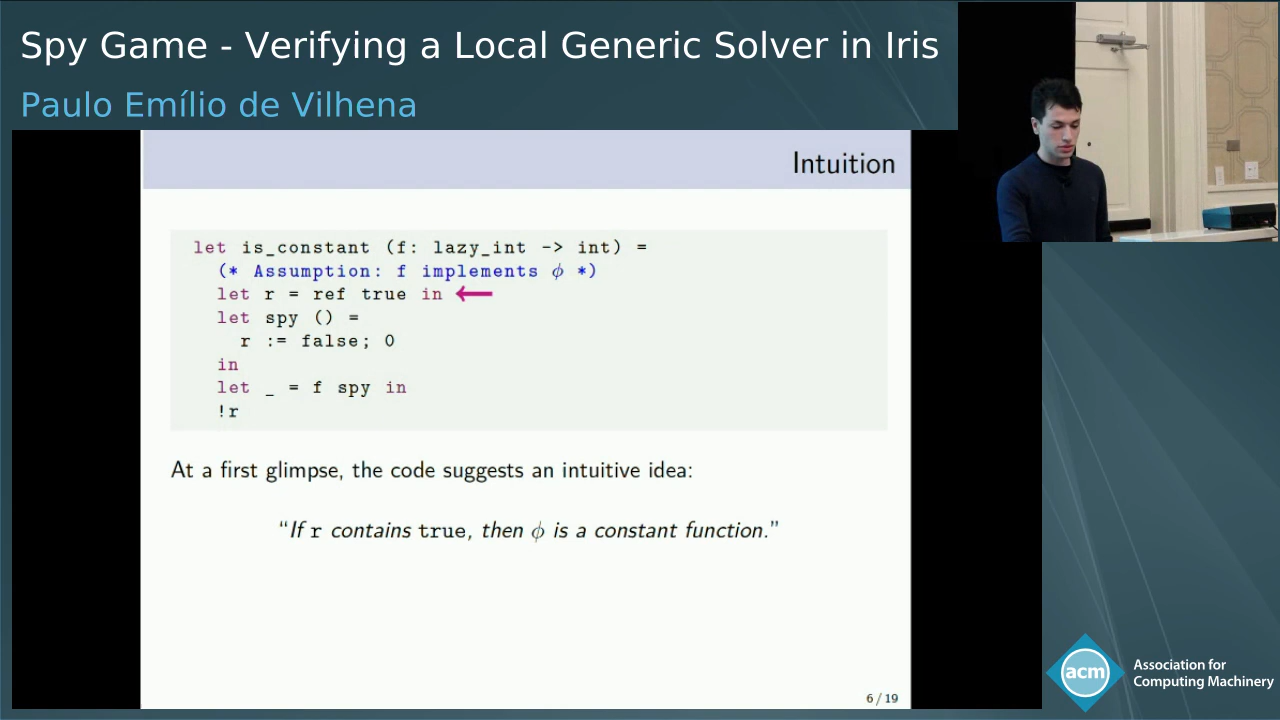 Spy Game - Verifying a Local Generic Solver in Iris
Paulo Emílio de Vilhena
Intuition
let is_constant (f: lazy_int -> int) =
(* Assumption: f implements ϕ *)
let r = ref true in
let spy () =
r := false; 0
in
let _ = f spy in
!r
At a first glimpse, the code suggests an intuitive idea:
“If r contains true, then ϕ is a constant function.”
6 / 19
acm
Association for
Computing Machinery